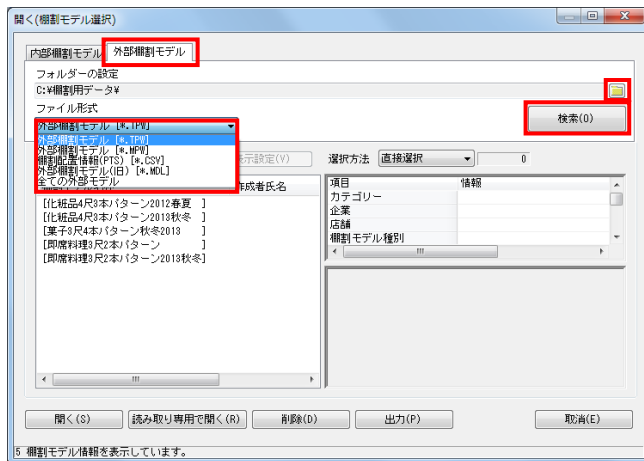 開く(棚割モデル選択)
内部棚割モデル 外部棚割モデル
フォルダーの設定
C:¥棚割用データ¥
ファイル形式
外部棚割モデル [*.TPW]
検索(O)
外部棚割モデル [*.TPW]
外部棚割モデル [*.MPW]
棚割配置情報(PTS) [*.CSV]
外部棚割モデル(旧) [*.MDL]
全ての外部モデル
表示設定(V) 選択方法 直接選択 0
作成者氏名
[化粧品4尺3本パターン2012春夏 ]
[化粧品4尺3本パターン2013秋冬 ]
[菓子3尺4本パターン秋冬2013 ]
[即席料理3尺2本パターン ]
[即席料理3尺2本パターン2013秋冬]
項目 情報
カテゴリー
企業
店舗
棚割モデル種別
開く(S) 読み取り専用で開く(R) 削除(D) 出力(P) 取消(E)
5 棚割モデル情報を表示しています。